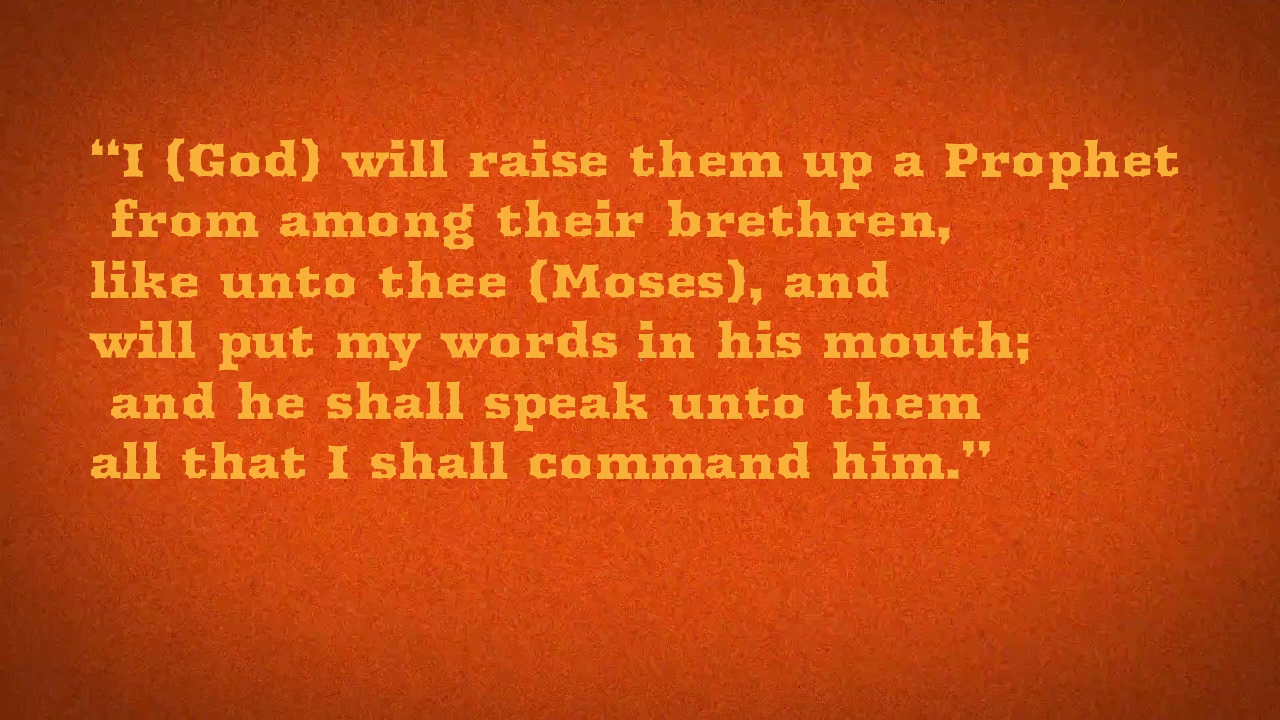 “I (God) will raise them up a Prophet
from among their brethren,
like unto thee (Moses), and
will put my words in his mouth;
and he shall speak unto them
all that I shall command him.”